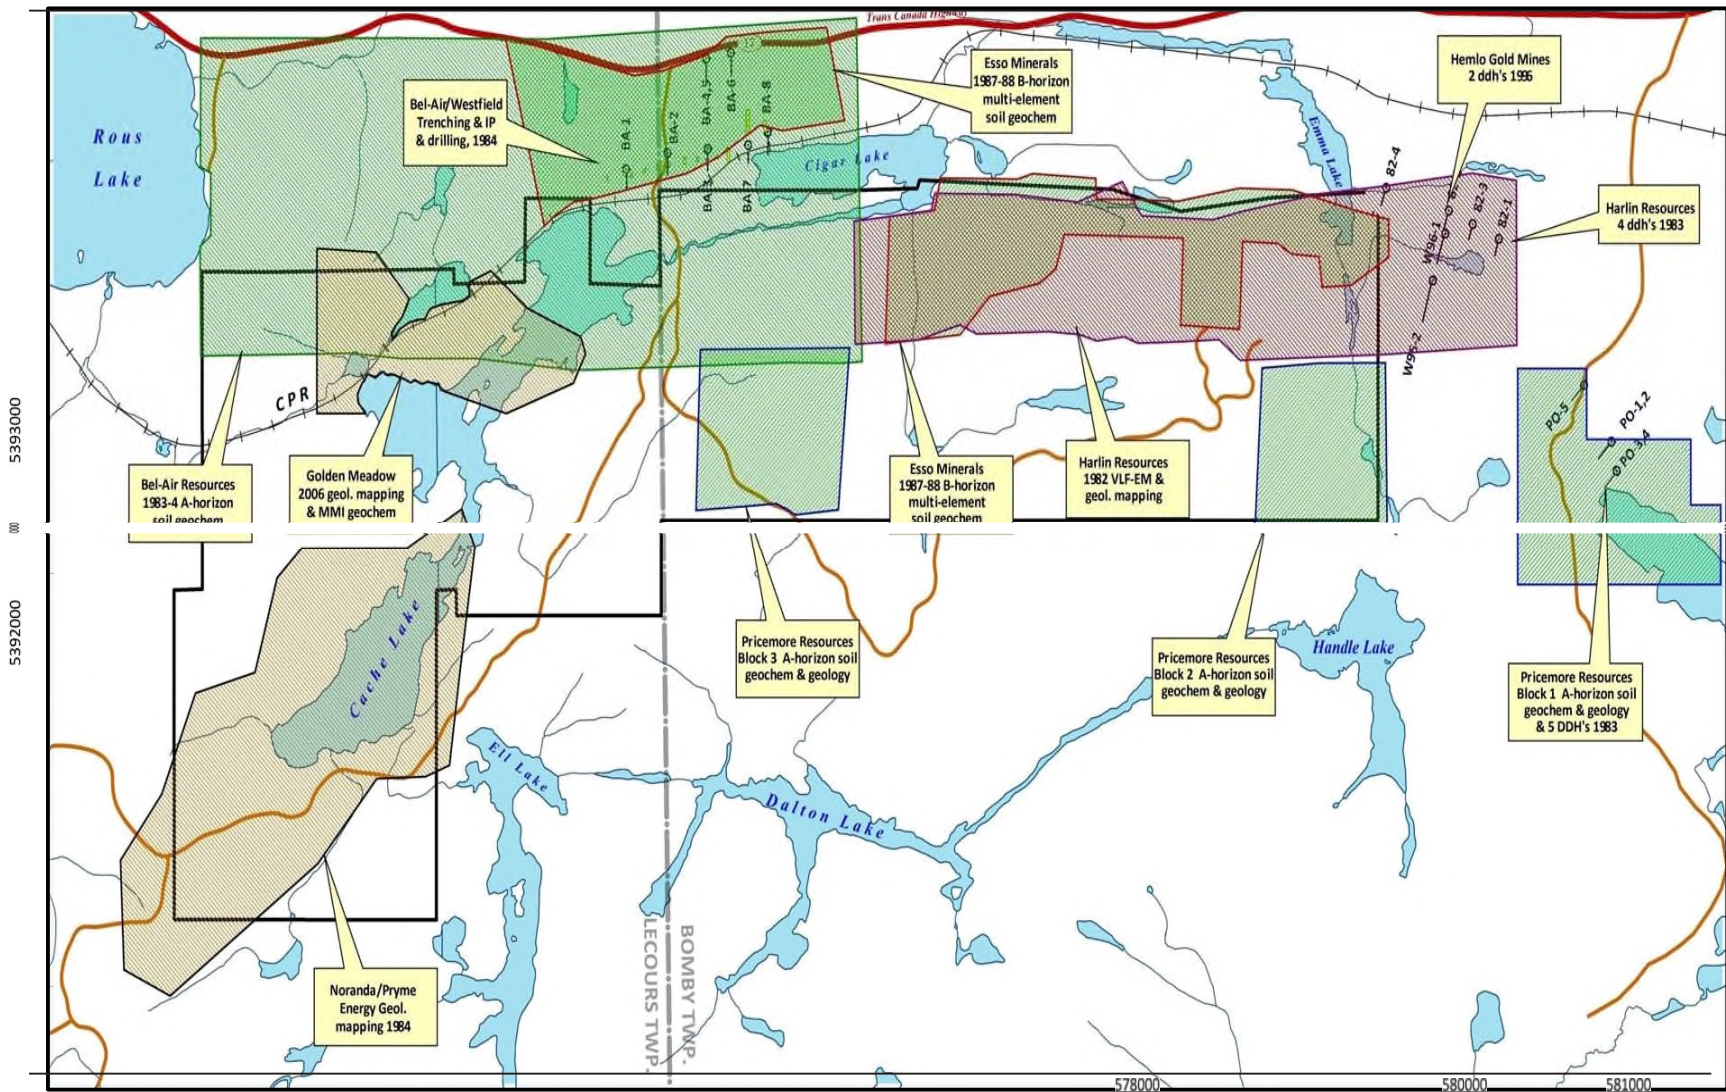 Trans Canada Highway
Rous
Lake
Bel-Air/Westfield
Trenching & IP
& drilling, 1984
BA-1
BA-2
BA-4,5
BA-6
BA-8
BA-3
BA-7
Esso Minerals
1987-88 B-horizon
multi-element
soil geochem
Cigar Lake
Emma Lake
Hemlo Gold Mines
2 ddh's 1996
Harlin Resources
4 ddh's 1983
82-4
82-3
82-1
W96-1
W96-2
CPR
5393000
Bel-Air Resources
1983-4 A-horizon
soil geochem
Golden Meadow
2006 geol. mapping
& MMI geochem
Esso Minerals
1987-88 B-horizon
multi-element
soil geochem
Harlin Resources
1982 VLF-EM &
geol. mapping
PO-5
PO-1,2
PO-3,4
5392000
Cache Lake
Pricemore Resources
Block 3 A-horizon soil
geochem & geology
Pricemore Resources
Block 2 A-horizon soil
geochem & geology
Handle Lake
Pricemore Resources
Block 1 A-horizon soil
geochem & geology
& 5 DDH's 1983
Ell Lake
Dalton Lake
Noranda/Pryme
Energy Geol.
mapping 1984
LECOURS TWP.
BOMBY TWP.
578000
580000
581000